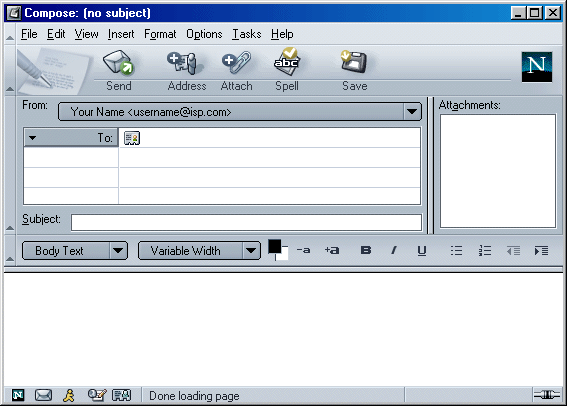 Compose: (no subject)
File Edit View Insert Format Options Tasks Help
Send Address Attach abc Spell Save N
From: Your Name <username@isp.com> Attachments:
To:
Subject:
Body Text Variable Width -a +a B I U
N Done loading page